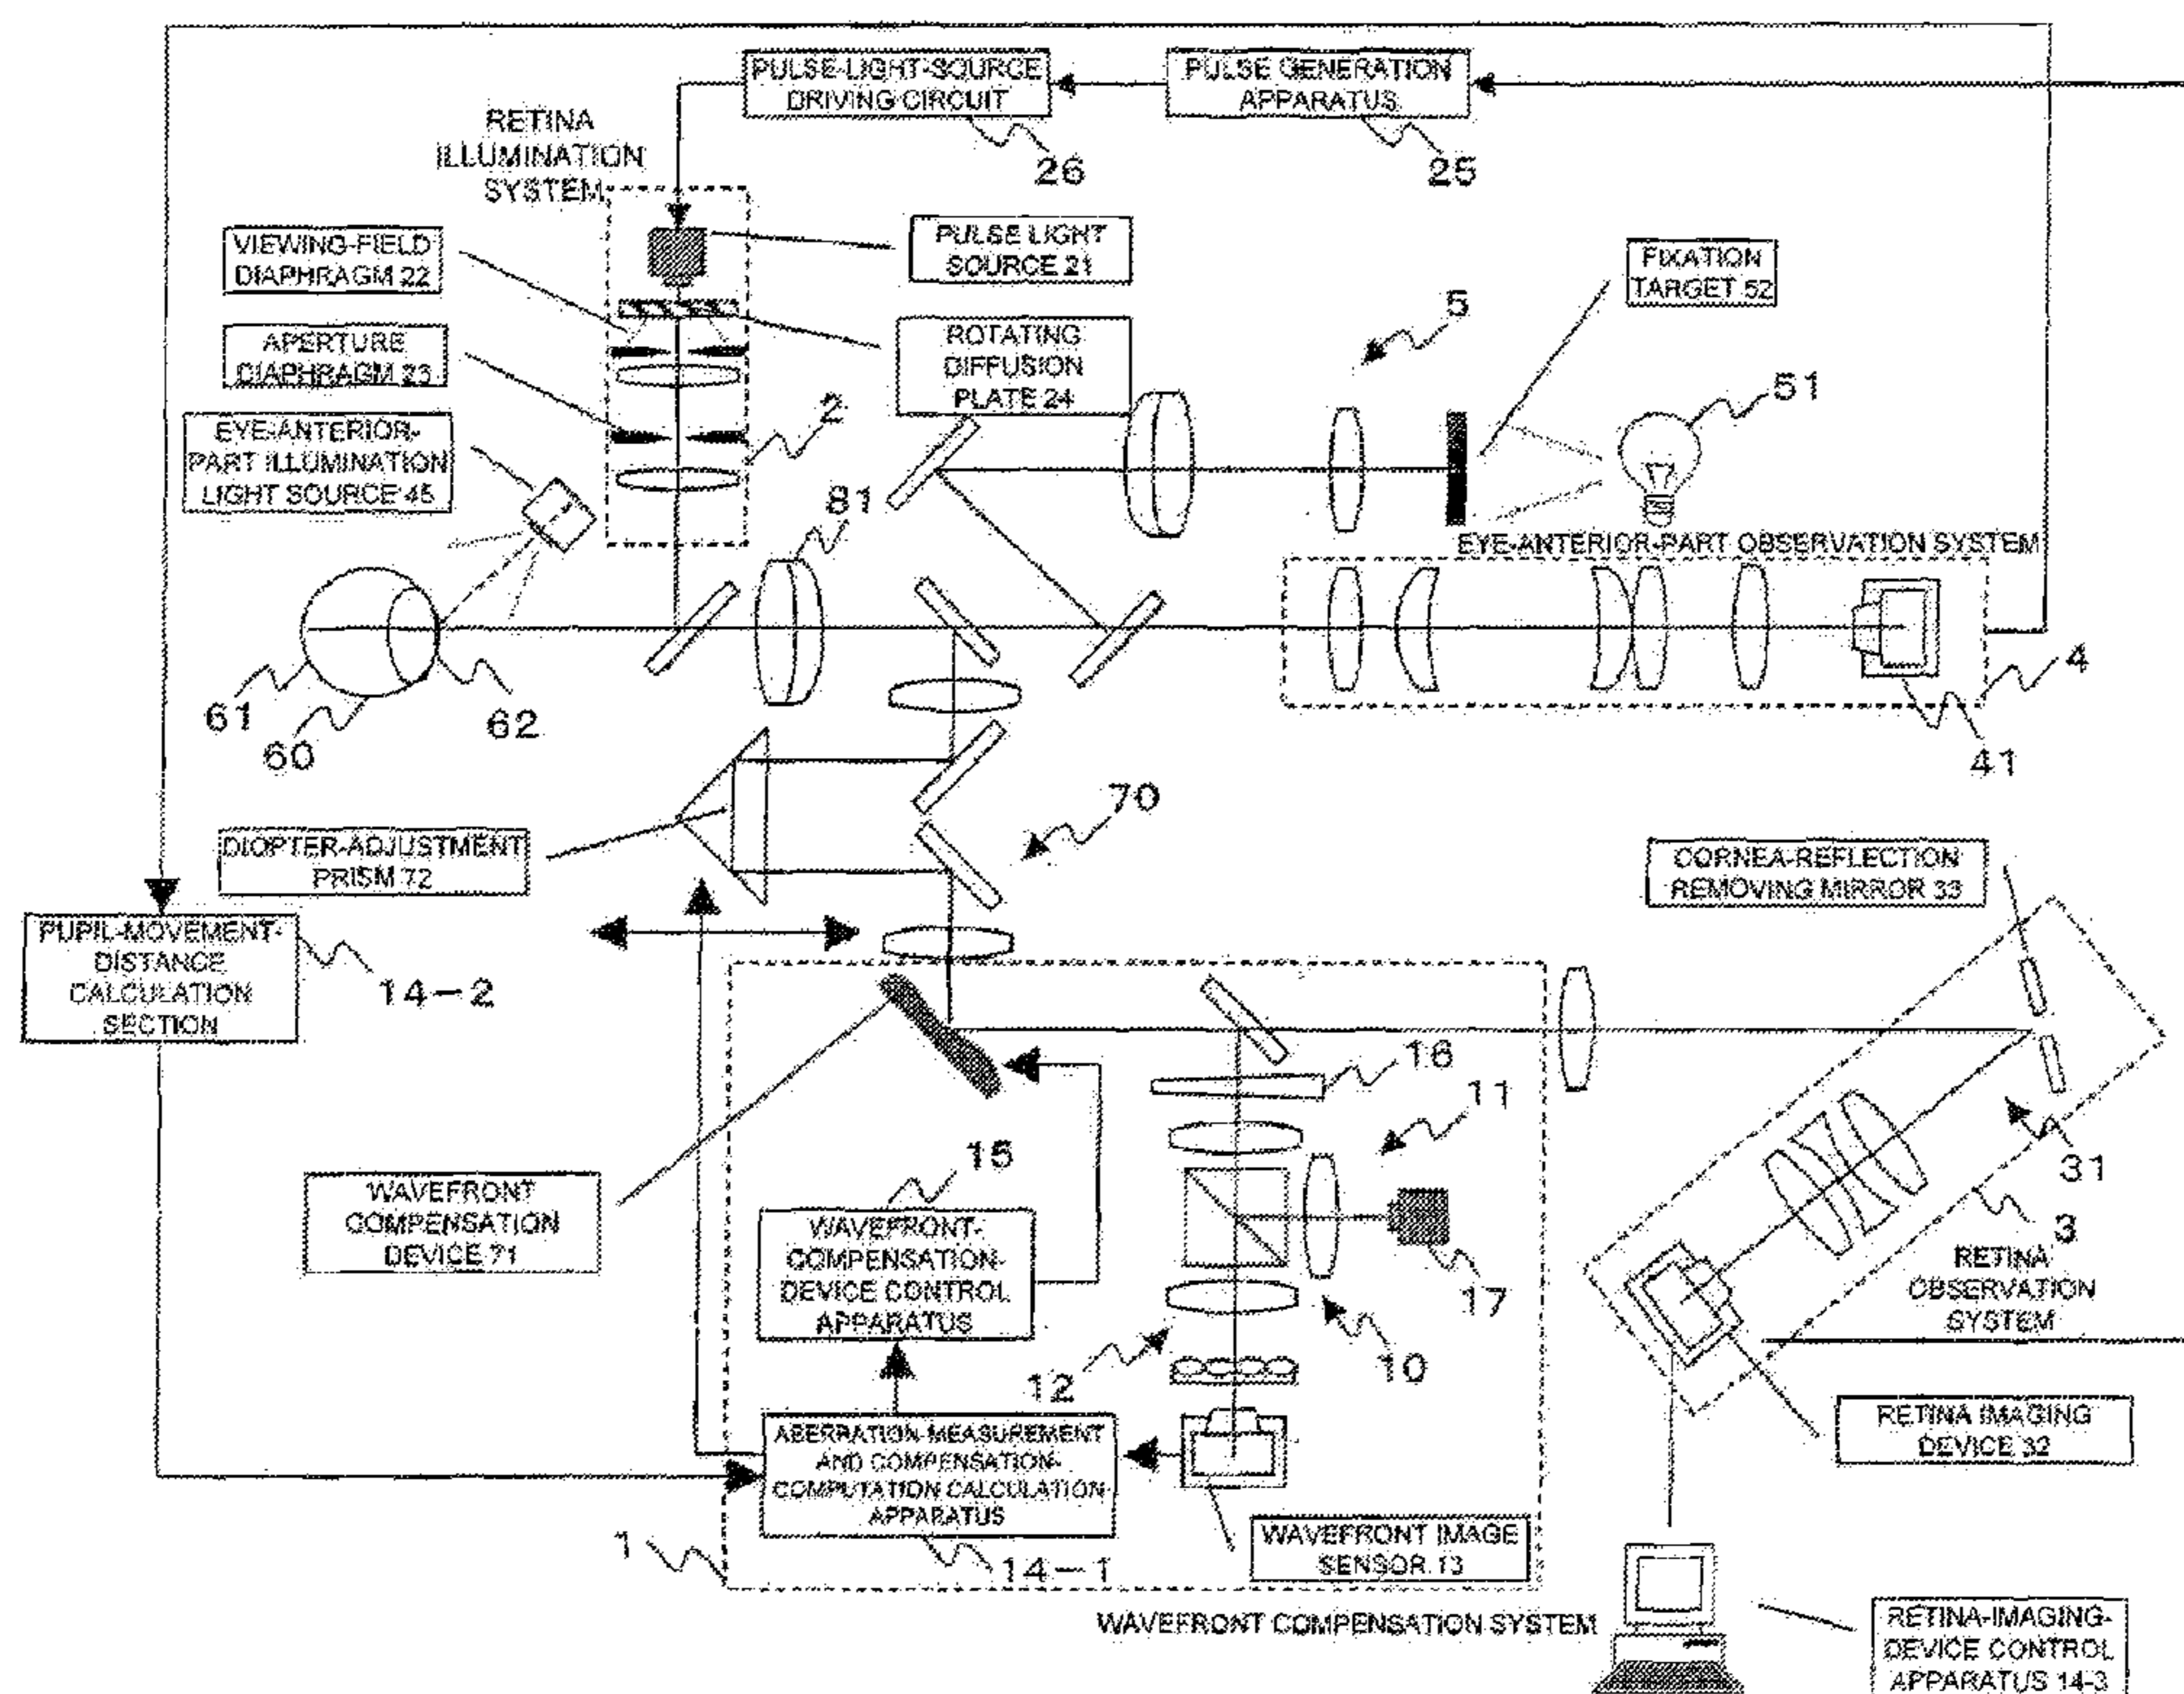 PULSE-LIGHT-SOURCE
DRIVING CIRCUIT
26
PULSE GENERATION
APPARATUS
25
RETINA
ILLUMINATION
SYSTEM
VIEWING-FIELD
DIAPHRAGM 22
PULSE LIGHT
SOURCE 21
FIXATION
TARGET 52
APERTURE
DIAPHRAGM 23
ROTATING
DIFFUSION
PLATE 24
5
51
2
EYE-ANTERIOR-
PART ILLUMINATION
LIGHT SOURCE 45
81
EYE-ANTERIOR-PART OBSERVATION SYSTEM
4
41
61
60
62
70
DIOPTER-ADJUSTMENT
PRISM 72
CORNEA-REFLECTION
REMOVING MIRROR 33
PUPIL-MOVEMENT-
DISTANCE
CALCULATION
SECTION
14-2
16
11
31
3
WAVEFRONT
COMPENSATION
DEVICE 71
15
WAVEFRONT-
COMPENSATION-
DEVICE CONTROL
APPARATUS
17
10
12
RETINA
OBSERVATION
SYSTEM
RETINA IMAGING
DEVICE 32
ABERRATION-MEASUREMENT
AND COMPENSATION-
COMPUTATION CALCULATION
APPARATUS
1
14-1
WAVEFRONT IMAGE
SENSOR 13
WAVEFRONT COMPENSATION SYSTEM
RETINA-IMAGING-
DEVICE CONTROL
APPARATUS 14-3